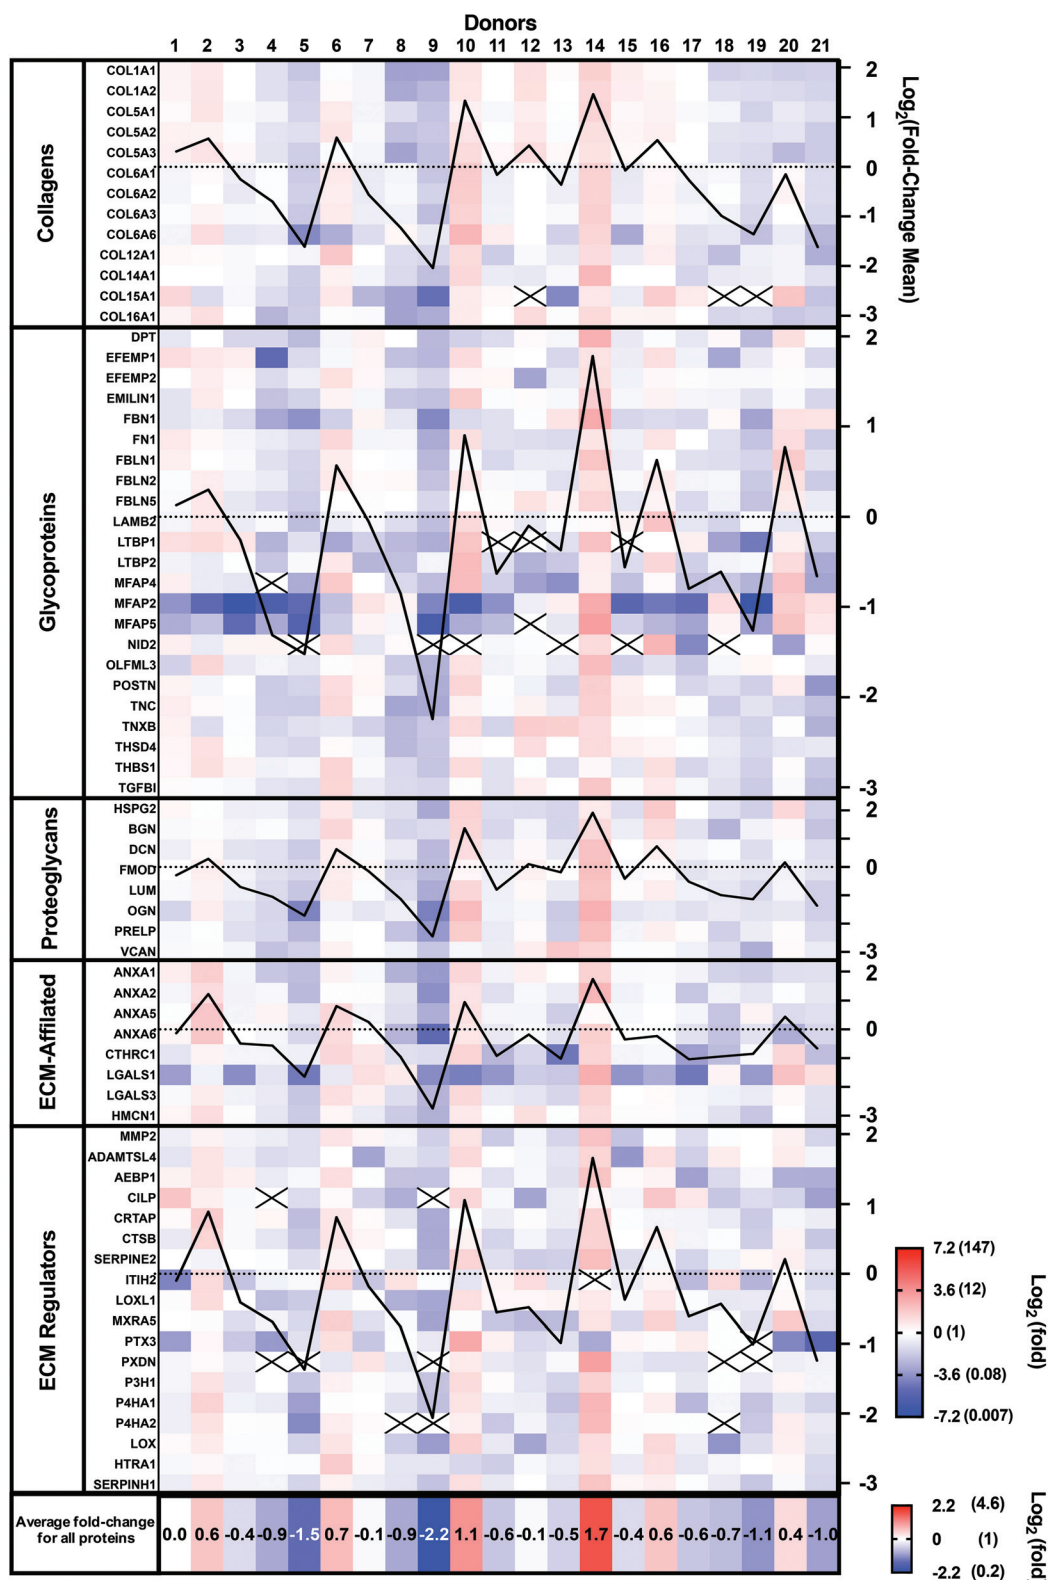 Donors
1 2 3 4 5 6 7 8 9 10 11 12 13 14 15 16 17 18 19 20 21
Collagens
COL1A1
COL1A2
COL5A1
COL5A2
COL5A3
COL6A1
COL6A2
COL6A3
COL6A6
COL12A1
COL14A1
COL15A1
COL16A1
2
1
0
-1
-2
-3
Log2(Fold-Change Mean)
Glycoproteins
DPT
EFEMP1
EFEMP2
EMILIN1
FBN1
FN1
FBLN1
FBLN2
FBLN5
LAMB2
LTBP1
LTBP2
MFAP4
MFAP2
MFAP5
NID2
OLFML3
POSTN
TNC
TNXB
THSD4
THBS1
TGFBI
2
1
0
-1
-2
-3
Proteoglycans
HSPG2
BGN
DCN
FMOD
LUM
OGN
PRELP
VCAN
2
0
-3
ECM-Affilated
ANXA1
ANXA2
ANXA5
ANXA6
CTHRC1
LGALS1
LGALS3
HMCN1
2
0
-3
ECM Regulators
MMP2
ADAMTSL4
AEBP1
CILP
CRTAP
CTSB
SERPINE2
ITIH2
LOXL1
MXRA5
PTX3
PXDN
P3H1
P4HA1
P4HA2
LOX
HTRA1
SERPINH1
2
1
0
-1
-2
-3
7.2 (147)
3.6 (12)
0 (1)
-3.6 (0.08)
-7.2 (0.007)
Log2 (fold)
Average fold-change
for all proteins
0.0 0.6 -0.4 -0.9 -1.5 0.7 -0.1 -0.9 -2.2 1.1 -0.6 -0.1 -0.5 1.7 -0.4 0.6 -0.6 -0.7 -1.1 0.4 -1.0
2.2 (4.6)
0 (1)
-2.2 (0.2)
Log2 (fold